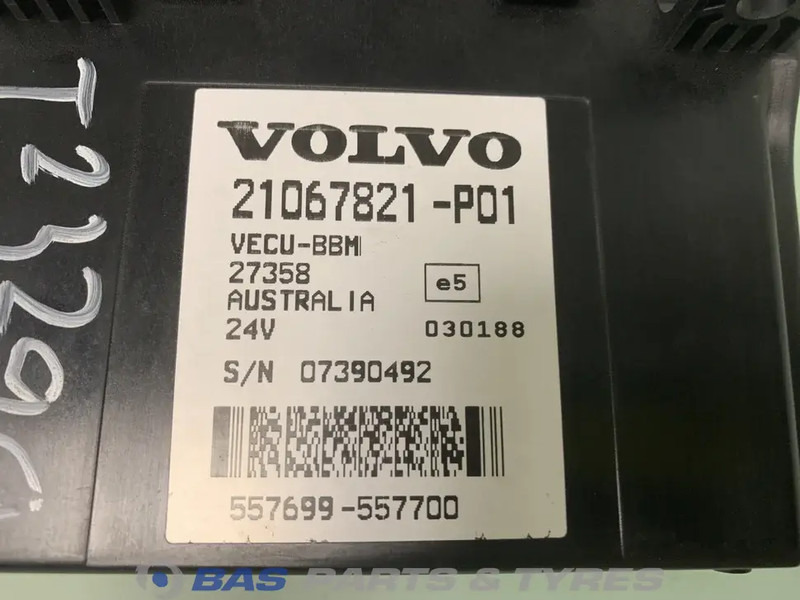 VOLVO
21067821-P01
VECU-BBM
27358
AUSTRALIA
24V
e5
030188
S/N 07390492
557699-557700
BAS PARTS & TYRES